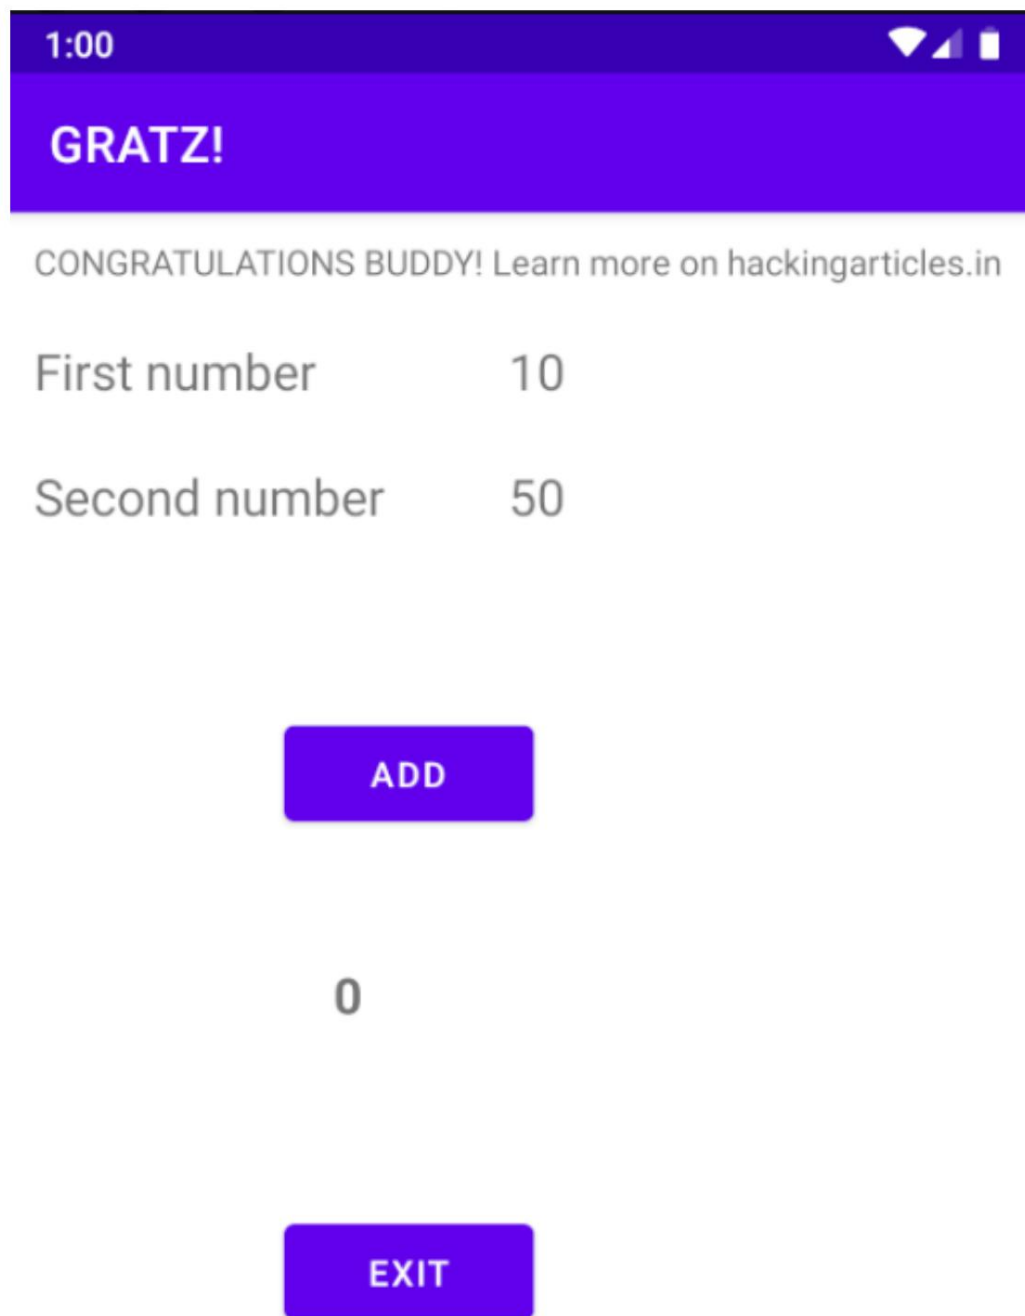 1:00
GRATZ!
CONGRATULATIONS BUDDY! Learn more on hackingarticles.in
First number 10
Second number 50
ADD
0
EXIT